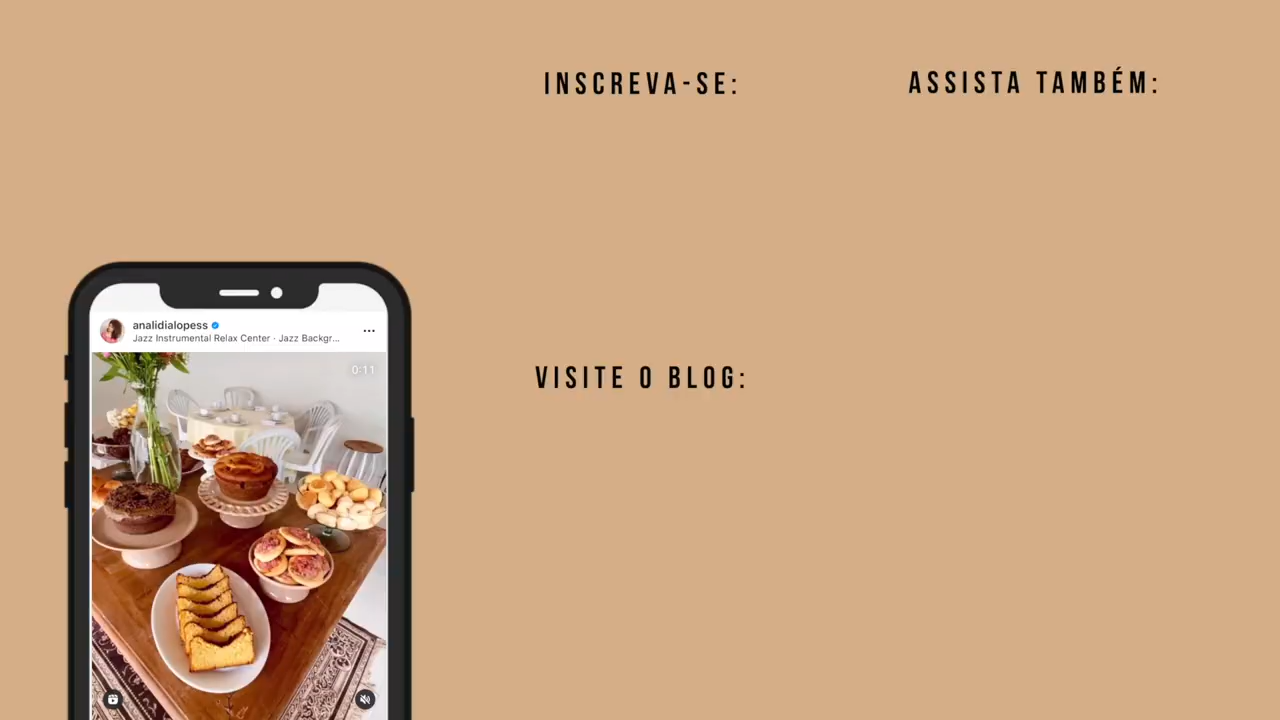 INSCREVA-SE:
ASSISTA TAMBÉM:
analidialopess
Jazz Instrumental Relax Center · Jazz Backgr...
0:11
VISITE O BLOG: